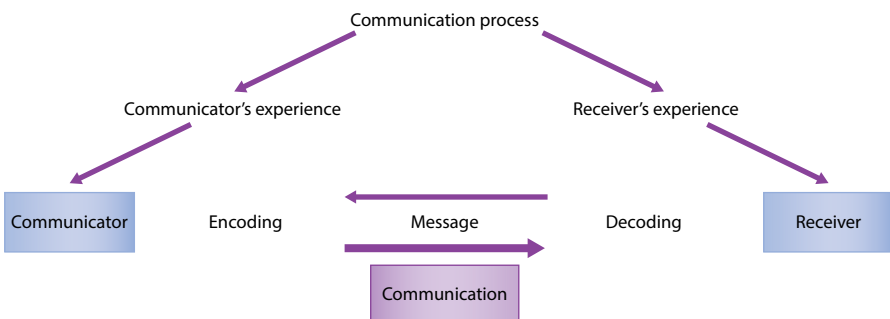 Communication process
Communicator’s experience
Receiver’s experience
Communicator
Encoding
Message
Decoding
Receiver
Communication